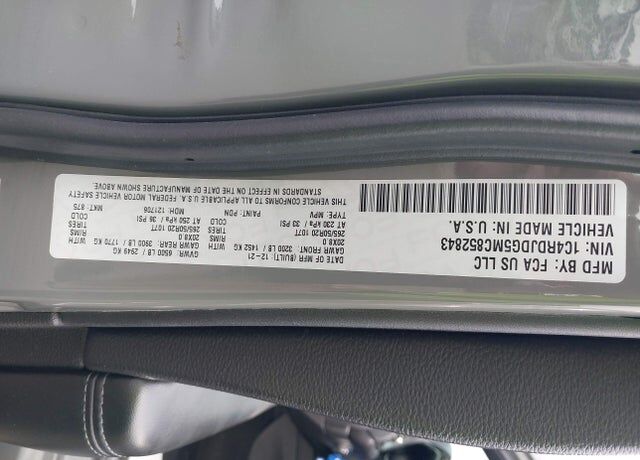 MFD BY: FCA US LLC
VIN: 1C4RDJDG5MC852843
VEHICLE MADE IN: U.S.A.
DATE OF MFR (BUILT): 12-21
GVWR: 6500 LB / 2949 KG
GAWR FRONT: 3200 LB / 1452 KG
GAWR REAR: 3900 LB / 1770 KG
20X8.0 RIMS 20X8.0 RIMS
265/50R20 107T TIRES 265/50R20 107T TIRES
AT 230 kPa / 33 PSI COLD AT 250 kPa / 36 PSI COLD
TYPE: MPV PAINT: PDN MDH: 121706 MKT: 875
THIS VEHICLE CONFORMS TO ALL APPLICABLE U.S.A. FEDERAL MOTOR VEHICLE SAFETY
STANDARDS IN EFFECT ON THE DATE OF MANUFACTURE SHOWN ABOVE.